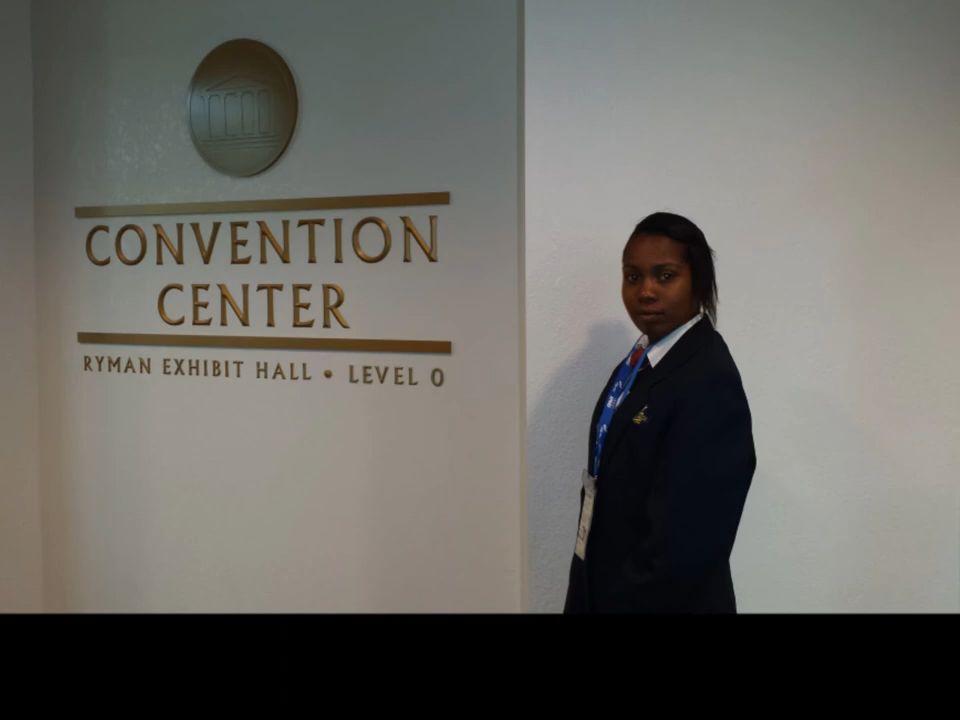 CONVENTION
CENTER
RYMAN EXHIBIT HALL • LEVEL 0